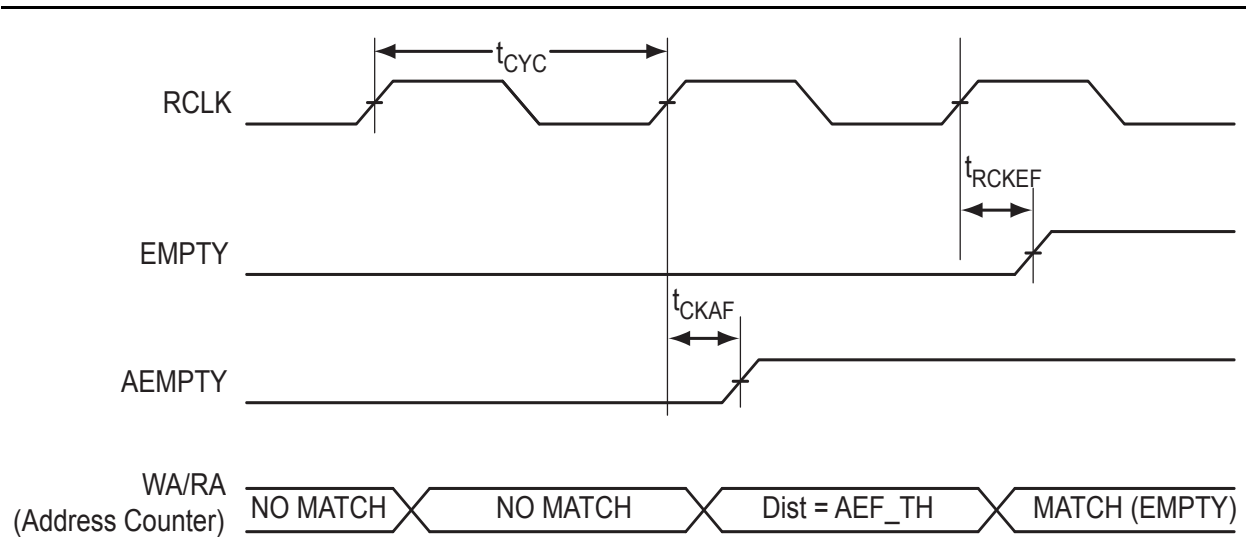 tCYC
RCLK
tRCKEF
EMPTY
tCKAF
AEMPTY
WA/RA
(Address Counter)
NO MATCH
NO MATCH
Dist = AEF_TH
MATCH (EMPTY)